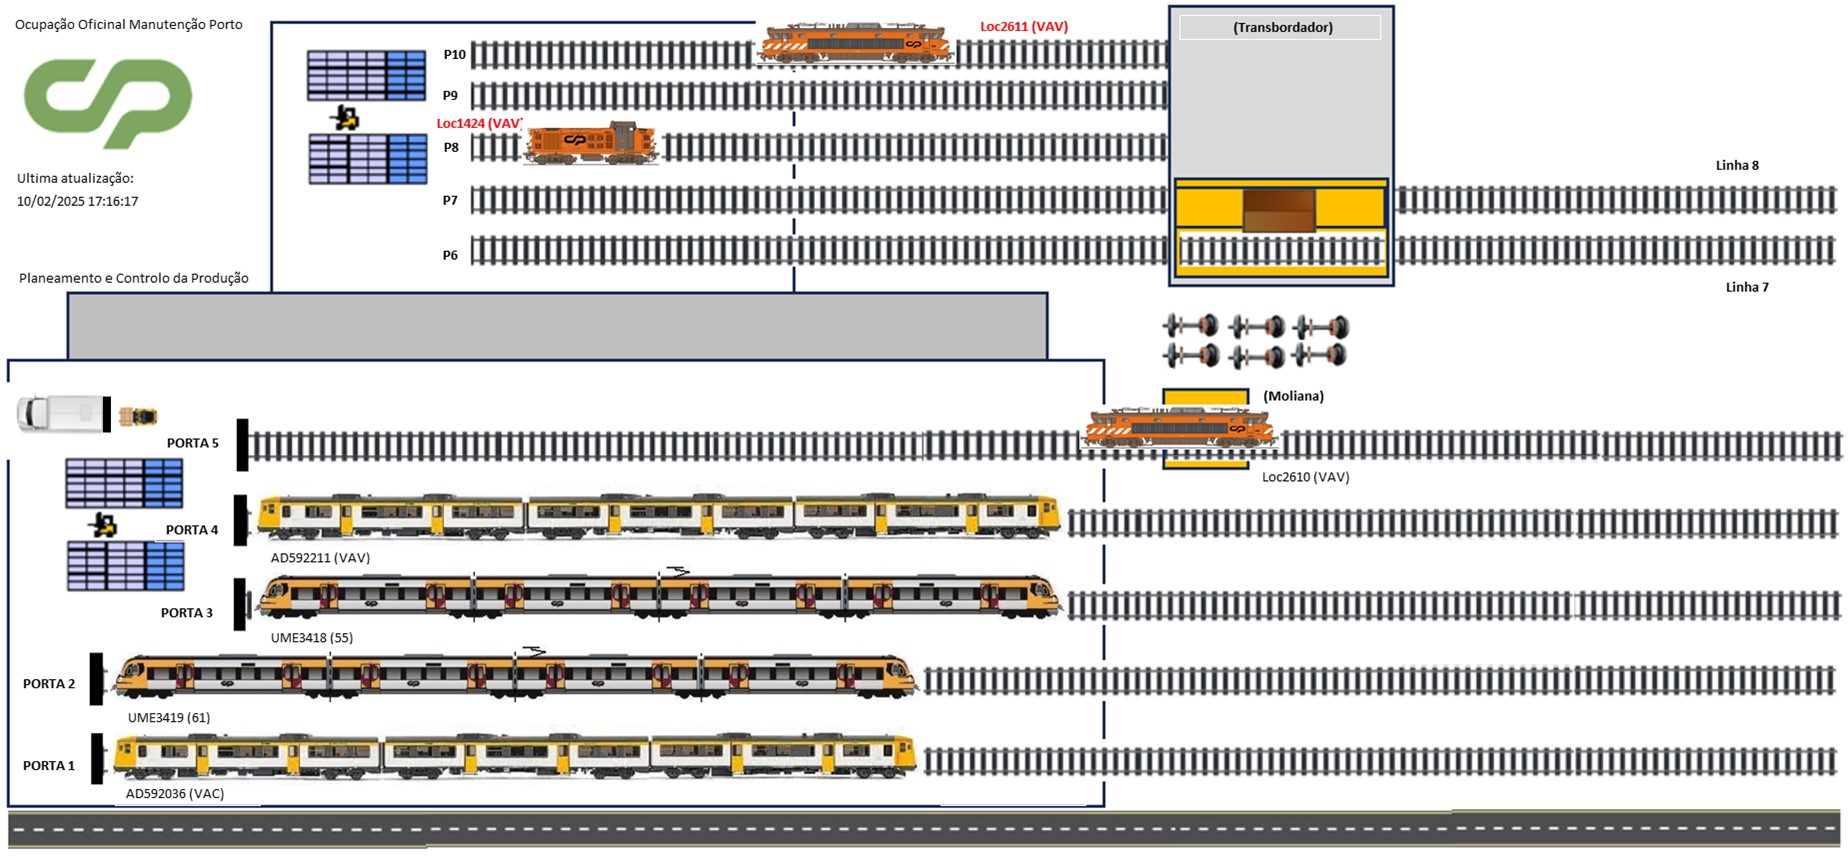 Ocupação Oficinal Manutenção Porto
Ultima atualização:
10/02/2025 17:16:17
Planeamento e Controlo da Produção
P10
Loc2611 (VAV)
(Transbordador)
P9
Loc1424 (VAV)
P8
P7
Linha 8
P6
Linha 7
(Moliana)
PORTA 5
Loc2610 (VAV)
PORTA 4
AD592211 (VAV)
PORTA 3
UME3418 (55)
PORTA 2
UME3419 (61)
PORTA 1
AD592036 (VAC)